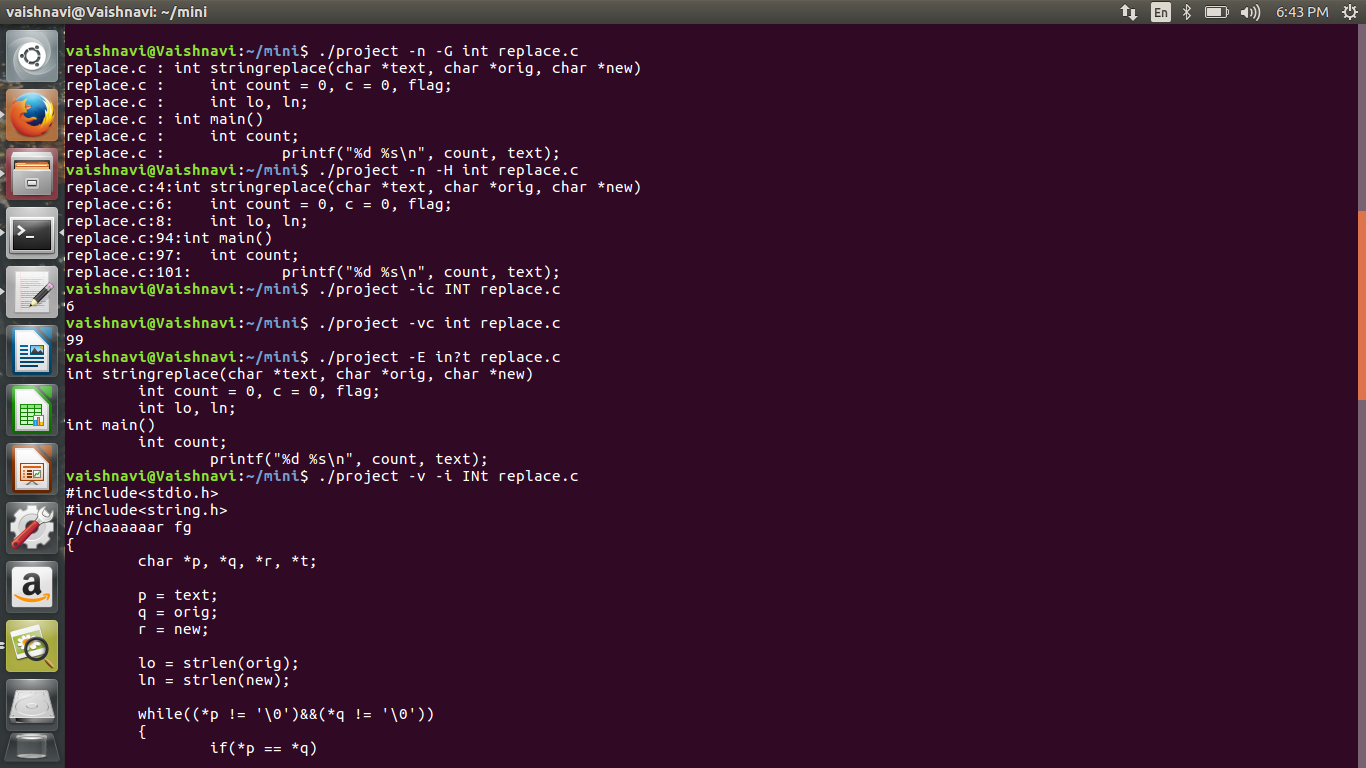 vaishnavi@Vaishnavi: ~/mini
En
6:43 PM
vaishnavi@Vaishnavi:~/mini$ ./project -n -G int replace.c
replace.c : int stringreplace(char *text, char *orig, char *new)
replace.c :     int count = 0, c = 0, flag;
replace.c :     int lo, ln;
replace.c : int main()
replace.c :     int count;
replace.c :             printf("%d %s\n", count, text);
vaishnavi@Vaishnavi:~/mini$ ./project -n -H int replace.c
replace.c:4:int stringreplace(char *text, char *orig, char *new)
replace.c:6:    int count = 0, c = 0, flag;
replace.c:8:    int lo, ln;
replace.c:94:int main()
replace.c:97:   int count;
replace.c:101:          printf("%d %s\n", count, text);
vaishnavi@Vaishnavi:~/mini$ ./project -ic INT replace.c
6
vaishnavi@Vaishnavi:~/mini$ ./project -vc int replace.c
99
vaishnavi@Vaishnavi:~/mini$ ./project -E in?t replace.c
int stringreplace(char *text, char *orig, char *new)
        int count = 0, c = 0, flag;
        int lo, ln;
int main()
        int count;
                printf("%d %s\n", count, text);
vaishnavi@Vaishnavi:~/mini$ ./project -v -i INt replace.c
#include<stdio.h>
#include<string.h>
//chaaaaaar fg
{
        char *p, *q, *r, *t;

        p = text;
        q = orig;
        r = new;

        lo = strlen(orig);
        ln = strlen(new);

        while((*p != '\0')&&(*q != '\0'))
        {
                if(*p == *q)